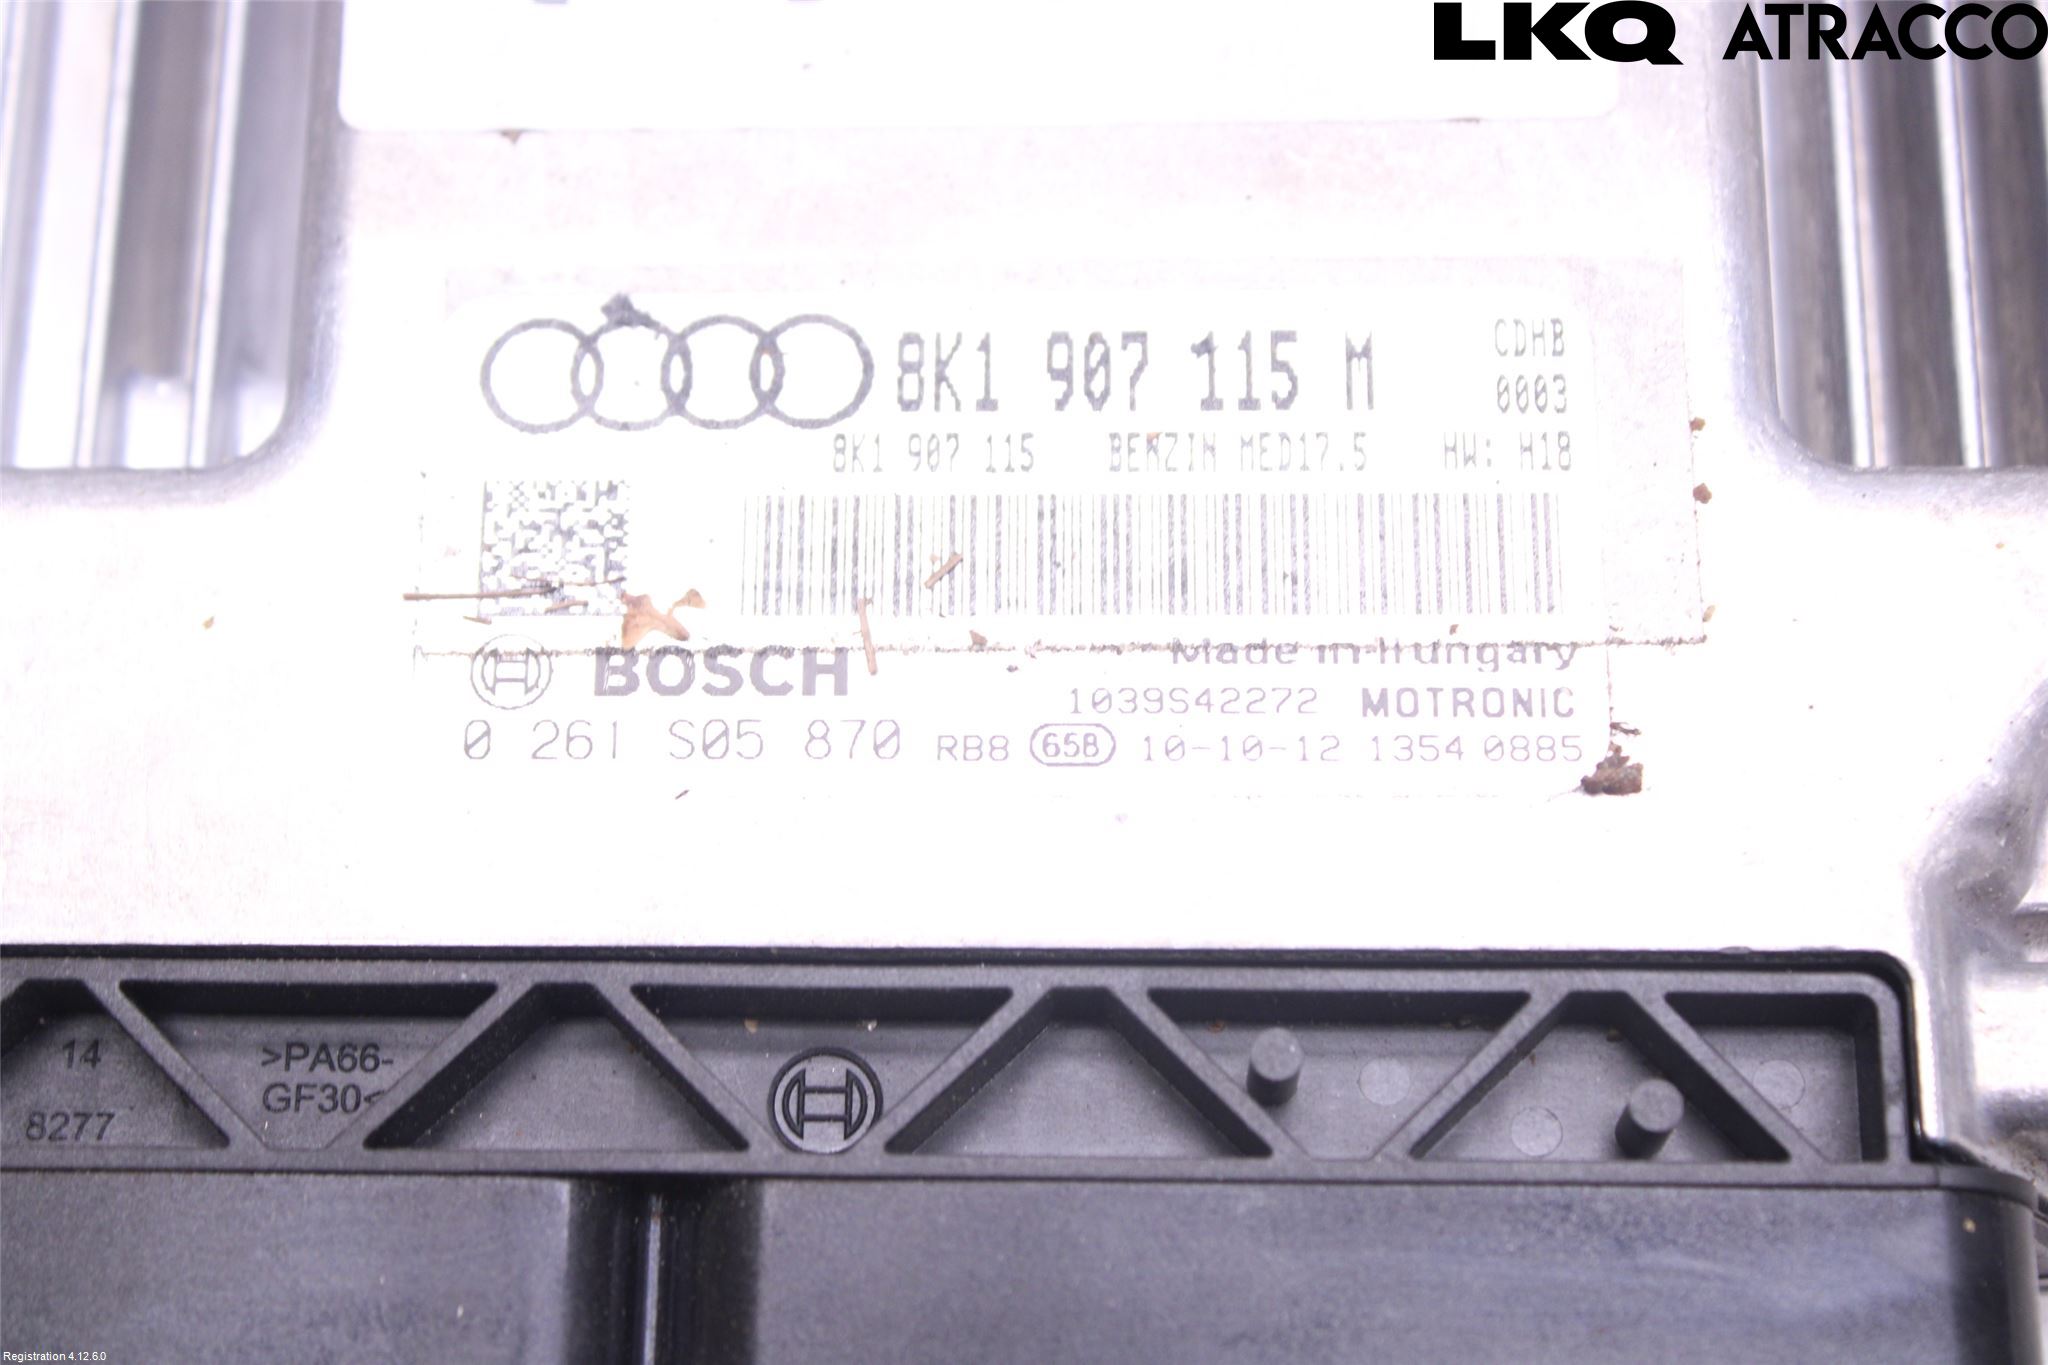 LKQ ATRACCO
8K1 907 115 M
CDHB
0003
8K1 907 115 BENZIN MED17.5 HW: H18
BOSCH
Made in Hungary
1039S42272 MOTRONIC
0 261 S05 870 RB8 65B 10-10-12 1354 0885
14
8277
>PA66-
GF30<
Registration 4.12.6.0